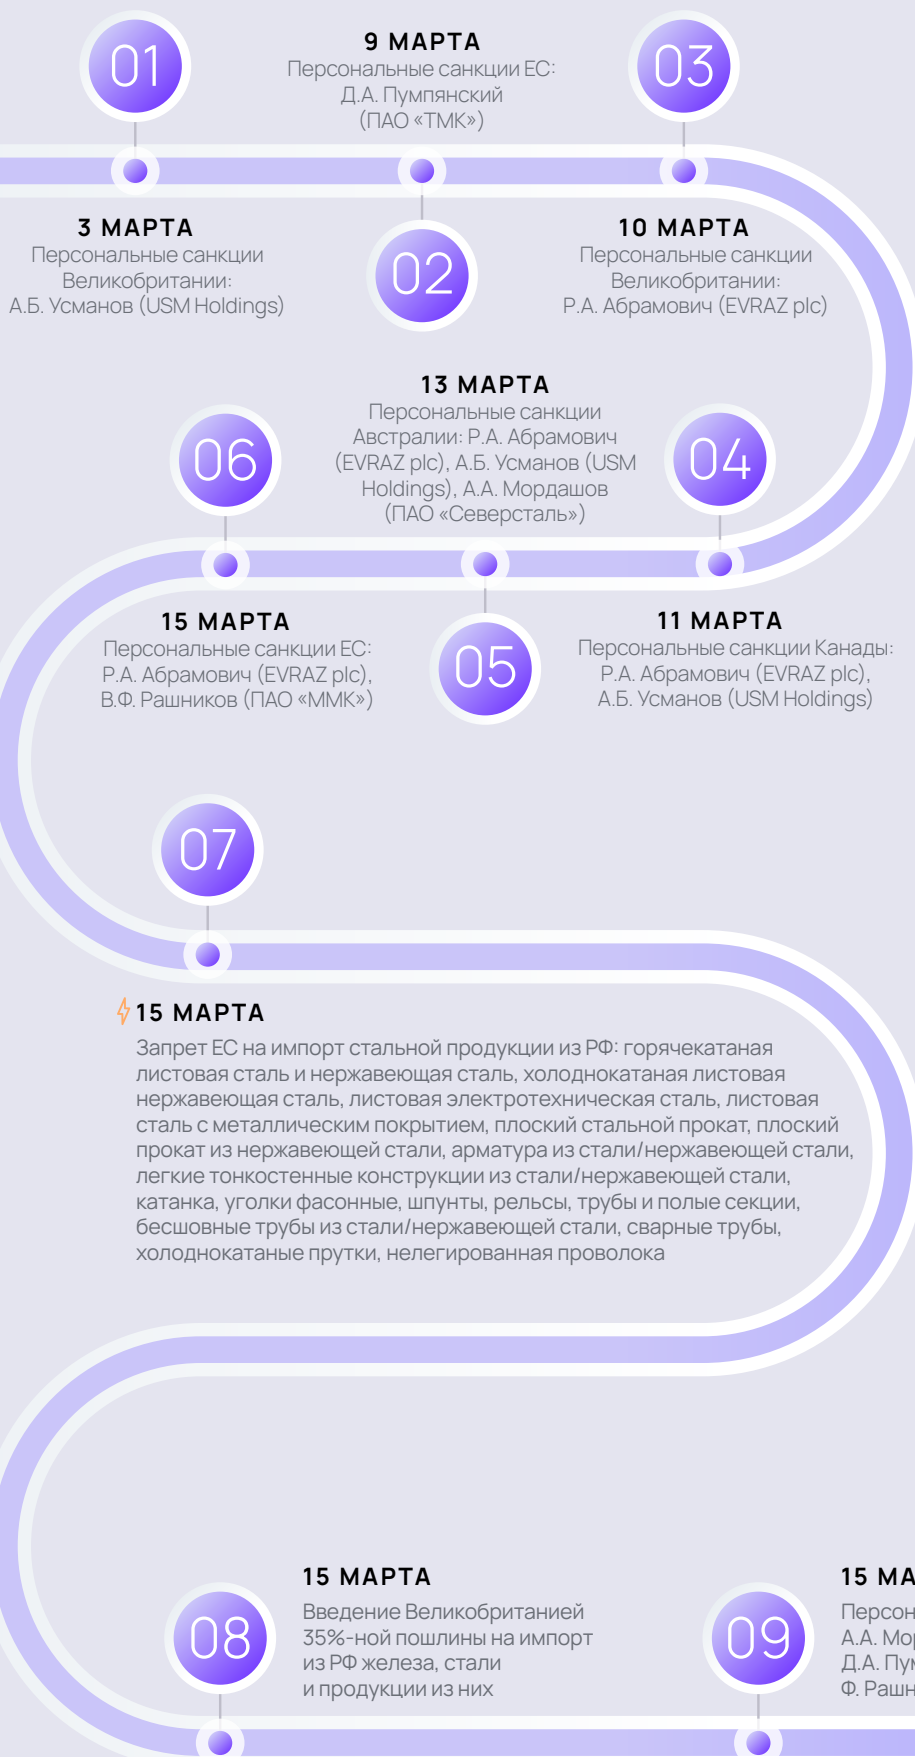 01
3 МАРТА
Персональные санкции
Великобритании:
А.Б. Усманов (USM Holdings)
9 МАРТА
Персональные санкции ЕС:
Д.А. Пумпянский
(ПАО «ТМК»)
02
03
10 МАРТА
Персональные санкции
Великобритании:
Р.А. Абрамович (EVRAZ plc)
04
11 МАРТА
Персональные санкции Канады:
Р.А. Абрамович (EVRAZ plc),
А.Б. Усманов (USM Holdings)
13 МАРТА
Персональные санкции
Австралии: Р.А. Абрамович
(EVRAZ plc), А.Б. Усманов (USM
Holdings), А.А. Мордашов
(ПАО «Северсталь»)
05
06
15 МАРТА
Персональные санкции ЕС:
Р.А. Абрамович (EVRAZ plc),
В.Ф. Рашников (ПАО «ММК»)
07
15 МАРТА
Запрет ЕС на импорт стальной продукции из РФ: горячекатаная
листовая сталь и нержавеющая сталь, холоднокатаная листовая
нержавеющая сталь, листовая электротехническая сталь, листовая
сталь с металлическим покрытием, плоский стальной прокат, плоский
прокат из нержавеющей стали, арматура из стали/нержавеющей стали,
легкие тонкостенные конструкции из стали/нержавеющей стали,
катанка, уголки фасонные, шпунты, рельсы, трубы и полые секции,
бесшовные трубы из стали/нержавеющей стали, сварные трубы,
холоднокатаные прутки, нелегированная проволока
08
15 МАРТА
Введение Великобританией
35%-ной пошлины на импорт
из РФ железа, стали
и продукции из них
09
15
А.А.
Д.А.
Ф.